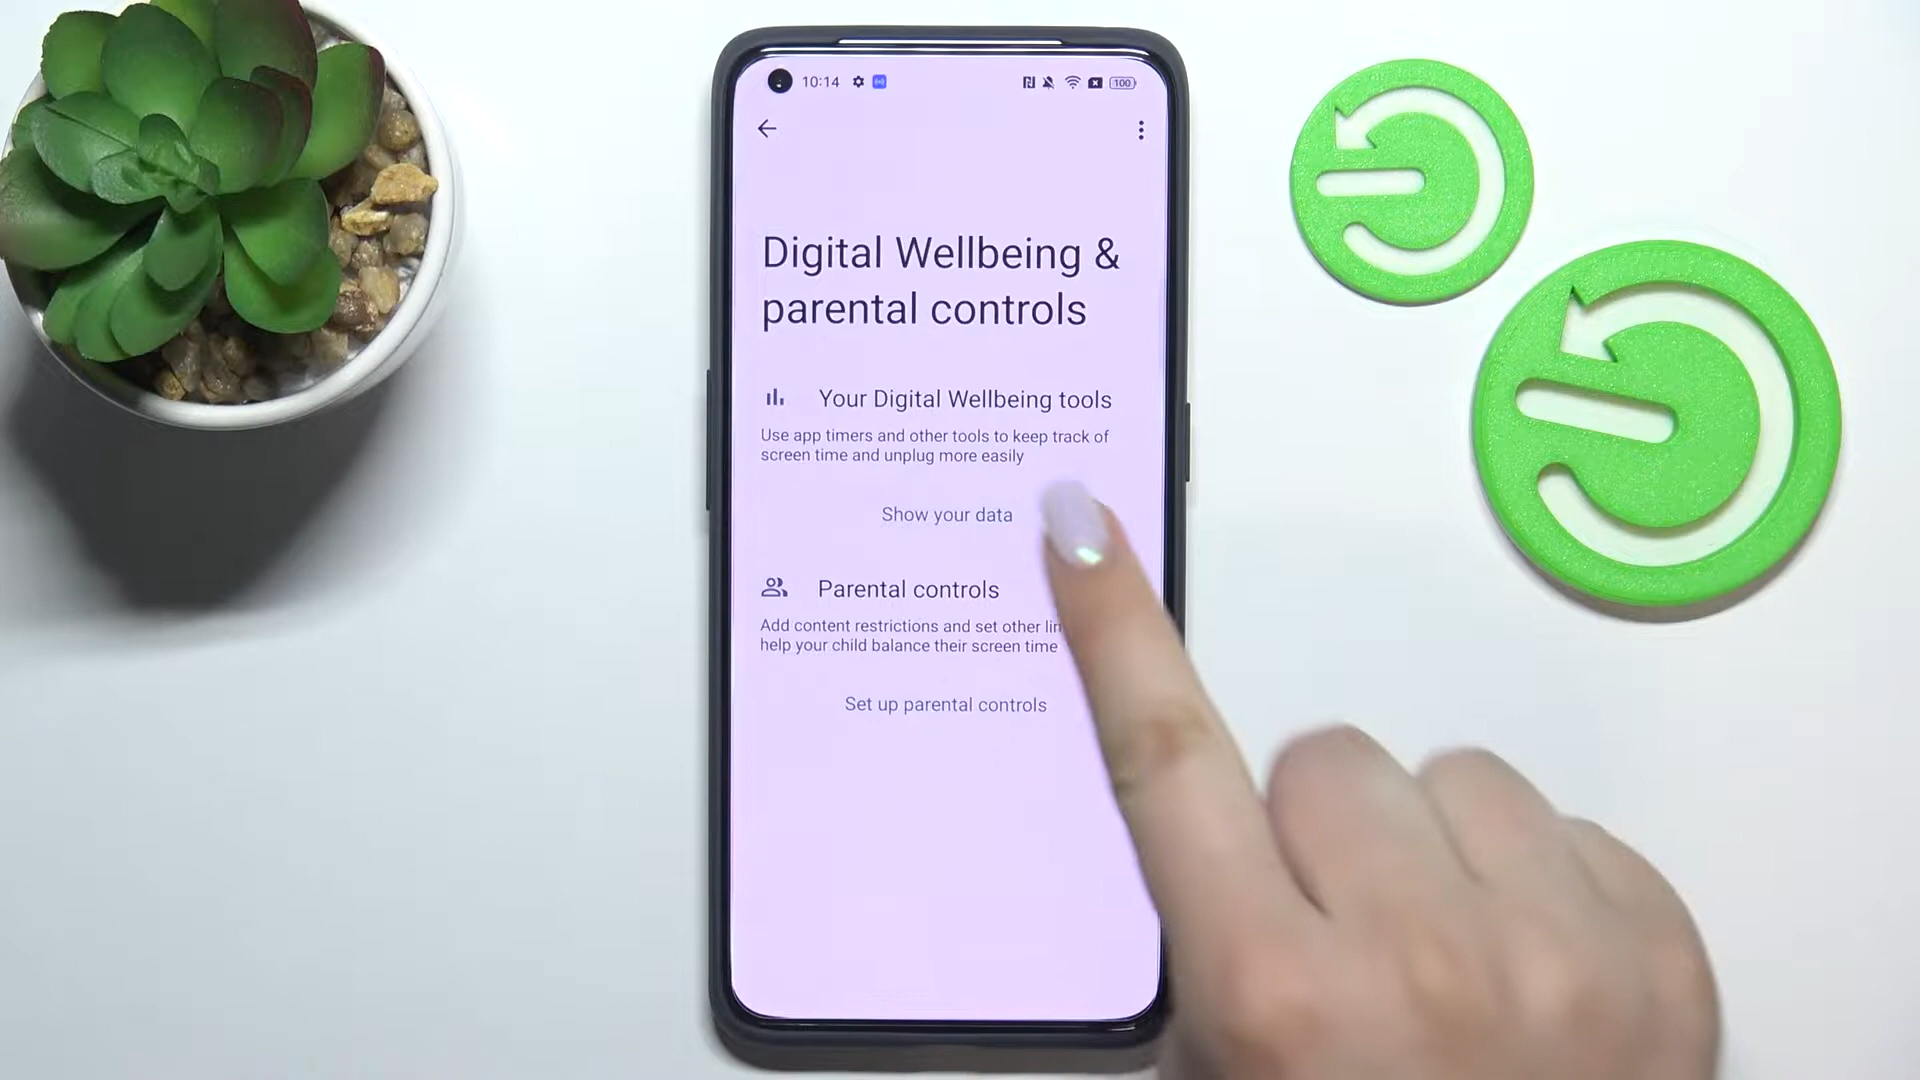 10:14
100
Digital Wellbeing &
parental controls
Your Digital Wellbeing tools
Use app timers and other tools to keep track of
screen time and unplug more easily
Show your data
Parental controls
Add content restrictions and set other
help your child balance their screen time
Set up parental controls